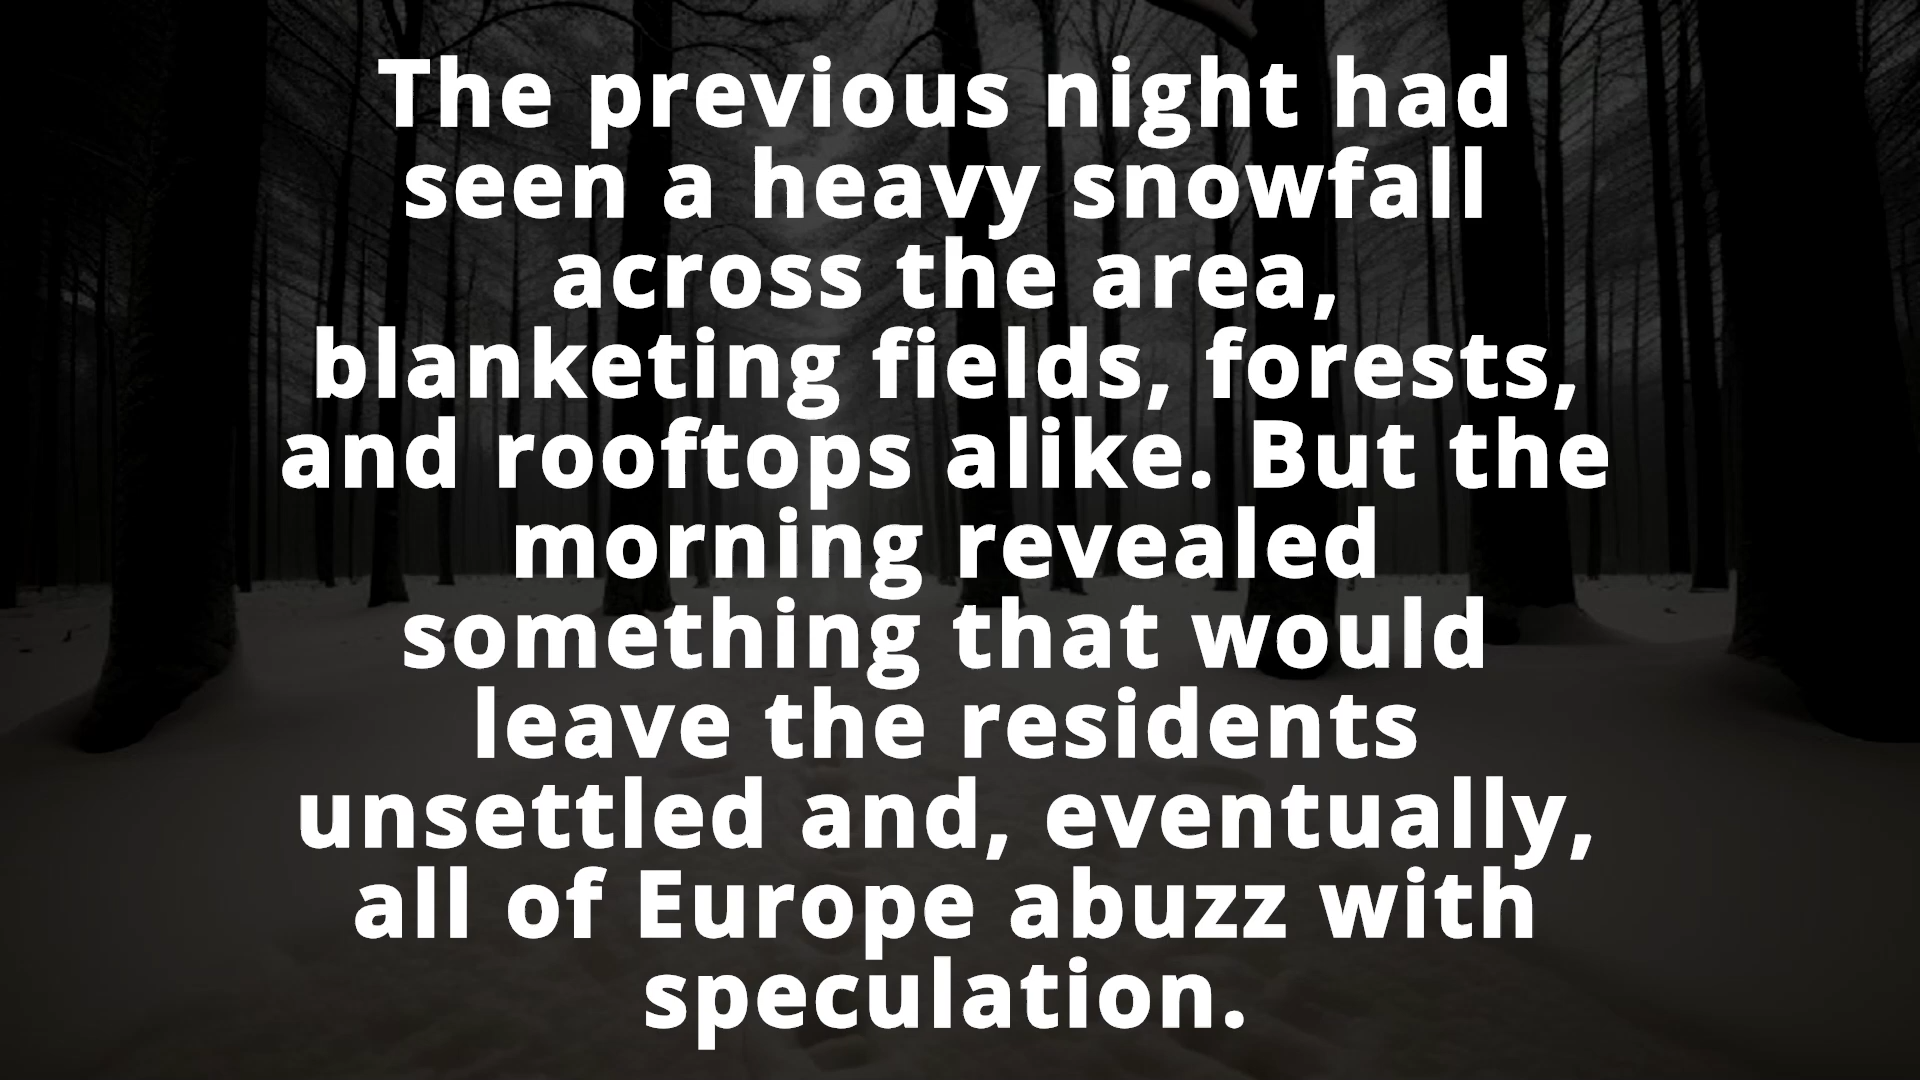 The previous night had
seen a heavy snowfall
across the area,
blanketing fields, forests,
and rooftops alike. But the
morning revealed
something that would
leave the residents
unsettled and, eventually,
all of Europe abuzz with
speculation.